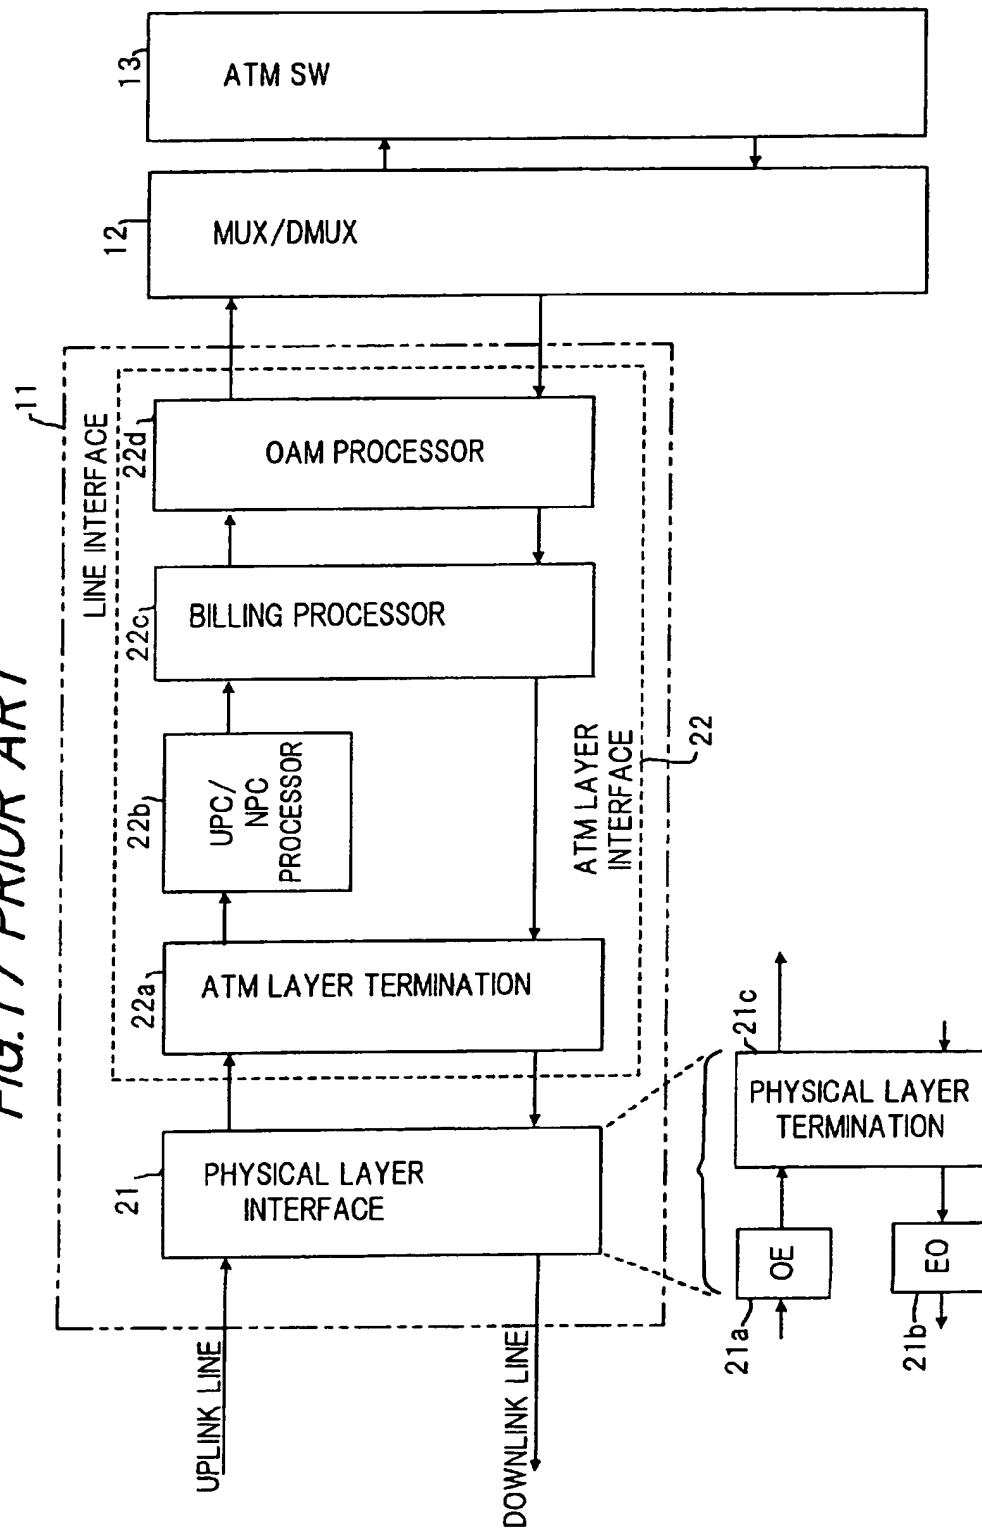 FIG. 17 PRIOR ART
11
LINE INTERFACE
13
ATM SW
12
MUX/DMUX
22d
OAM PROCESSOR
22c
BILLING PROCESSOR
22b
UPC/
NPC
PROCESSOR
22a
ATM LAYER TERMINATION
ATM LAYER
INTERFACE
22
21
PHYSICAL LAYER
INTERFACE
UPLINK LINE
DOWNLINK LINE
21c
PHYSICAL LAYER
TERMINATION
21a
OE
21b
EO